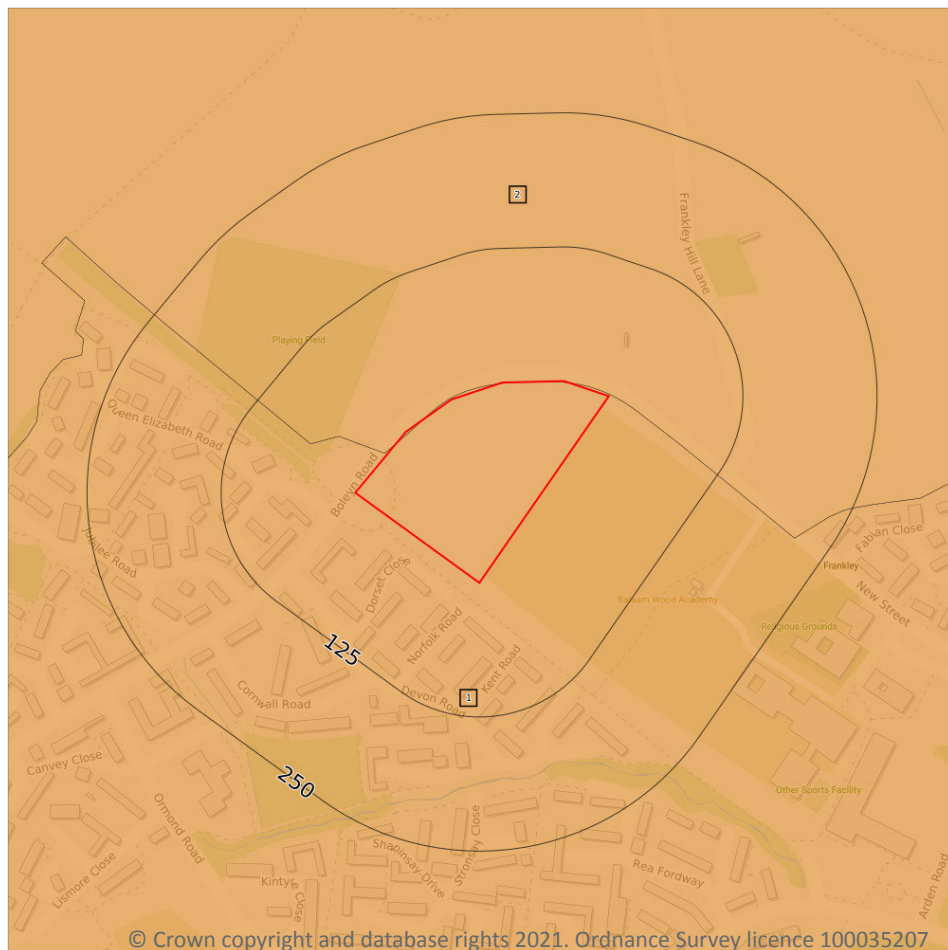 2
Frankley Hill Lane
Playing Field
Queen Elizabeth Road
Boleyn Road
Jubilee Road
Dorset Close
Fabian Close
Frankley
New Street
Balaam Wood Academy
Religious Grounds
Norfolk Road
125
Kent Road
1
Devon Road
Cornwall Road
Canvey Close
250
Other Sports Facility
Ormond Road
Shapinsay Drive
Stronsay Close
Rea Fordway
Lismore Close
Kintyre Close
Arden Road
© Crown copyright and database rights 2021. Ordnance Survey licence 100035207